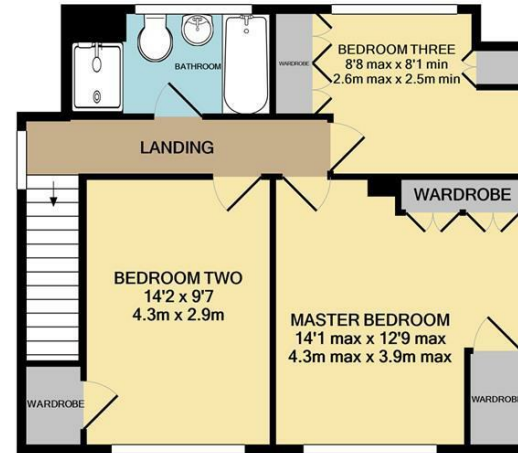 BATHROOM
WARDROBE
BEDROOM THREE
8'8 max x 8'1 min
2.6m max x 2.5m min
LANDING
WARDROBE
BEDROOM TWO
14'2 x 9'7
4.3m x 2.9m
MASTER BEDROOM
14'1 max x 12'9 max
4.3m max x 3.9m max
WARDROBE
WARDROBE